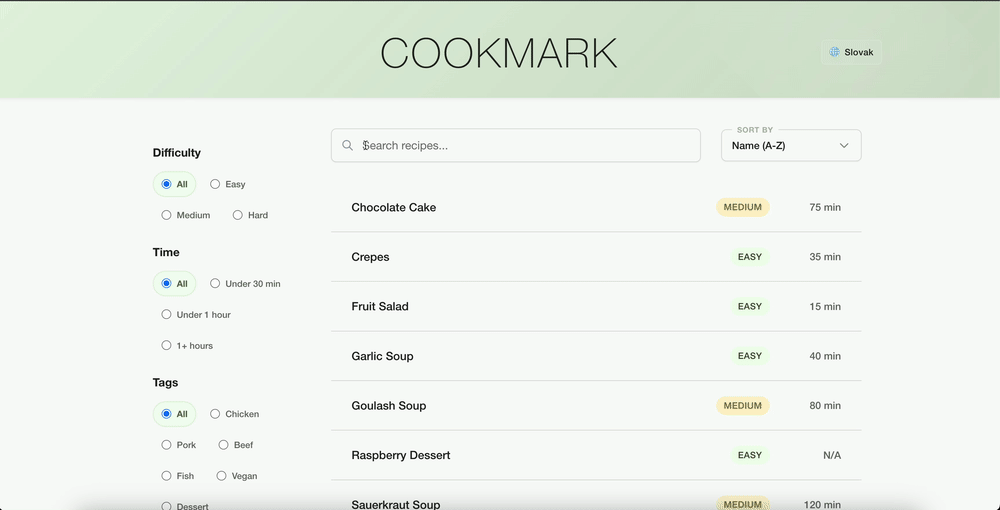 COOKMARK
Slovak
Difficulty
All
Easy
Medium
Hard
Time
All
Under 30 min
Under 1 hour
1+ hours
Tags
All
Chicken
Pork
Beef
Fish
Vegan
Dessert
Search recipes...
SORT BY
Name (A-Z)
Chocolate Cake MEDIUM 75 min
Crepes EASY 35 min
Fruit Salad EASY 15 min
Garlic Soup EASY 40 min
Goulash Soup MEDIUM 80 min
Raspberry Dessert EASY N/A
Sauerkraut Soup MEDIUM 120 min